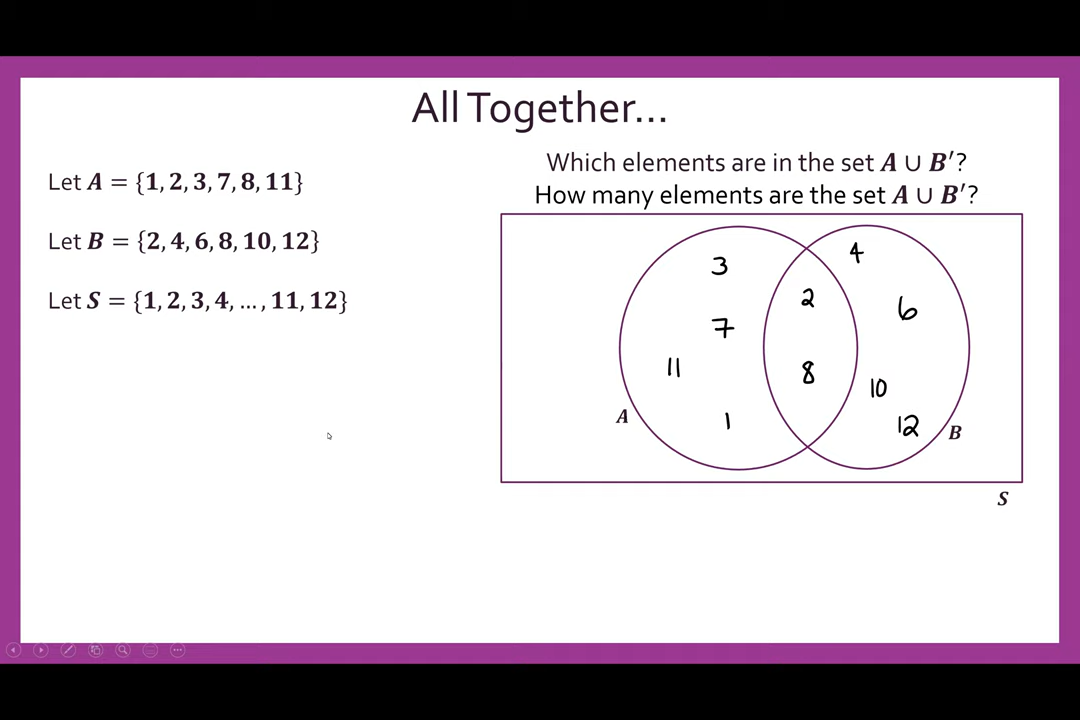 All Together...
Let A = {1, 2, 3, 7, 8, 11}
Let B = {2, 4, 6, 8, 10, 12}
Let S = {1, 2, 3, 4, ... , 11, 12}
Which elements are in the set A ∪ B′?
How many elements are the set A ∪ B′?
3
4
2
6
7
11
8
10
1
12
A
B
S